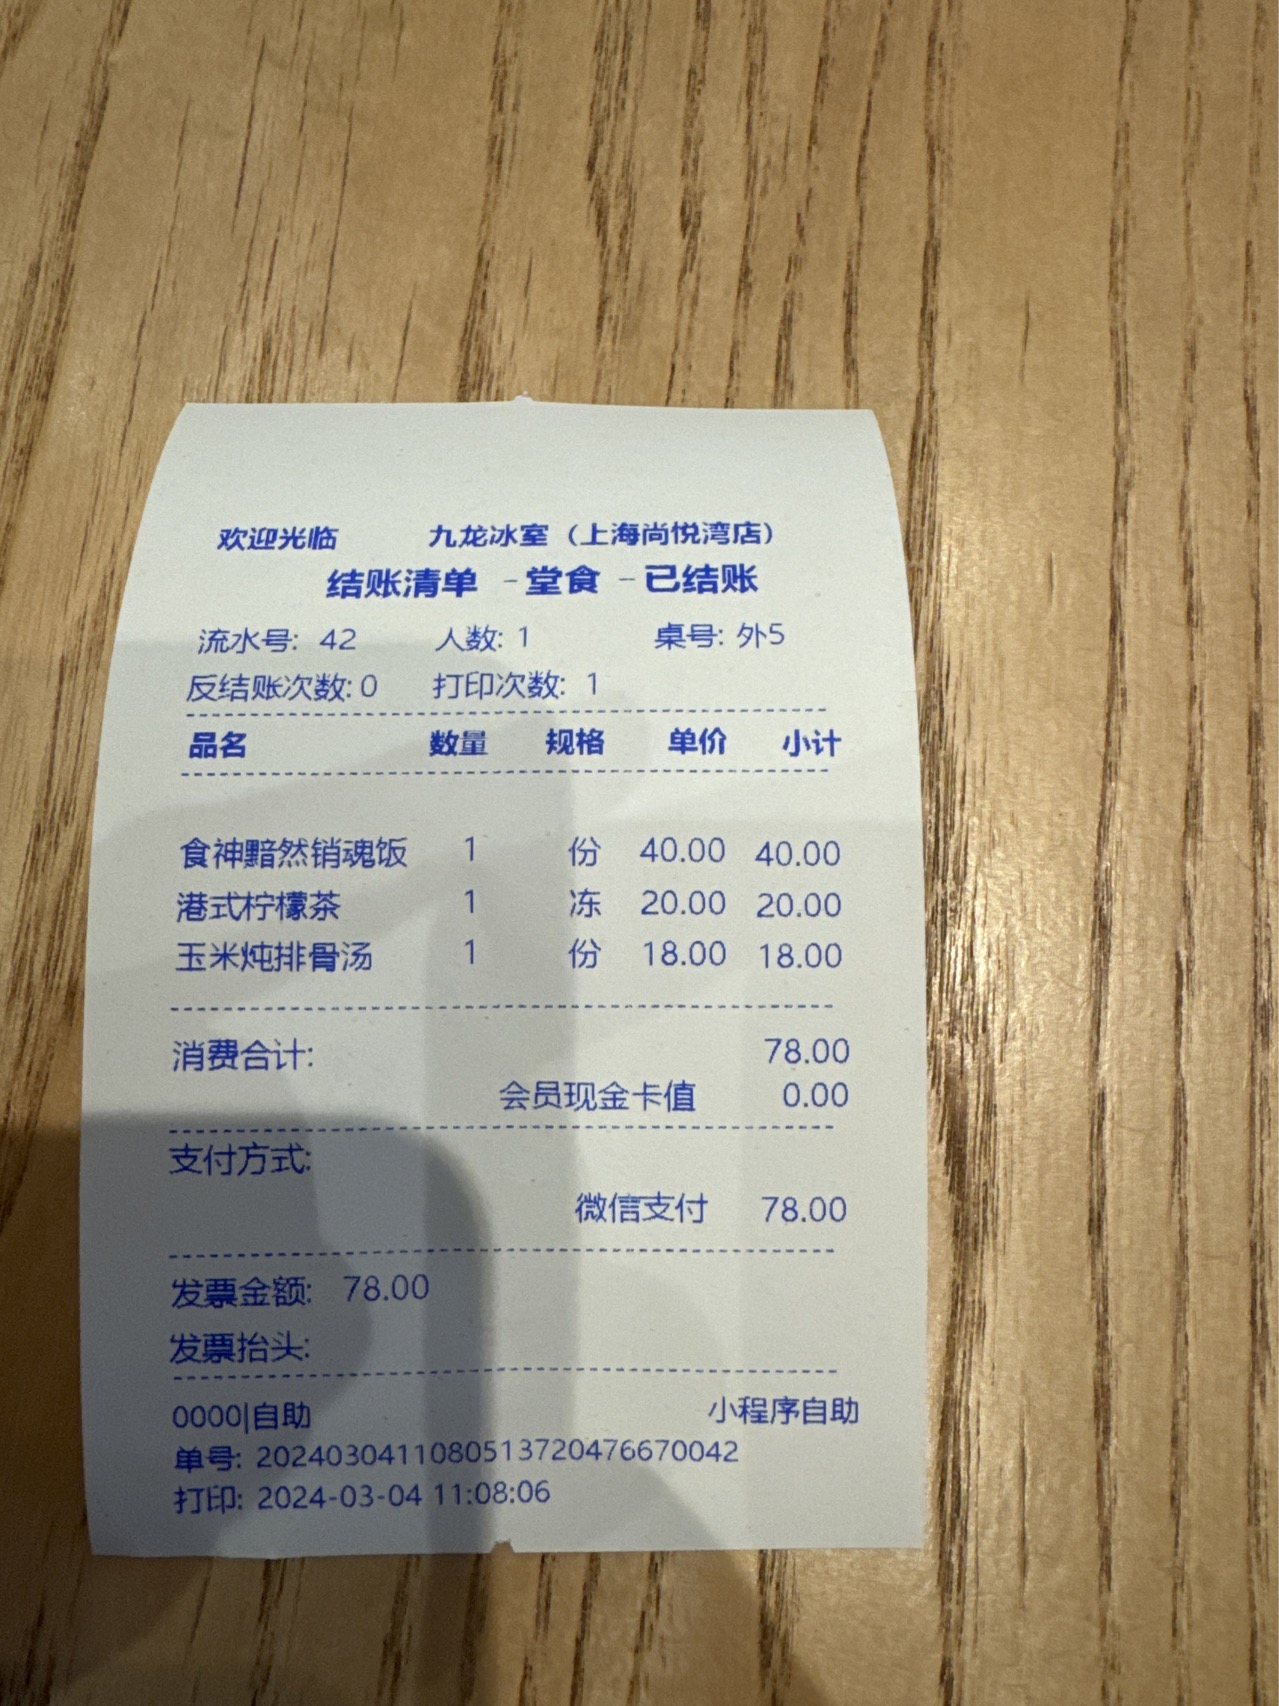 欢迎光临 九龙冰室（上海尚悦湾店）
结账清单 -堂食 -已结账
流水号: 42 人数: 1 桌号: 外5
反结账次数: 0 打印次数: 1
品名 数量 规格 单价 小计
食神黯然销魂饭 1 份 40.00 40.00
港式柠檬茶 1 冻 20.00 20.00
玉米炖排骨汤 1 份 18.00 18.00
消费合计: 78.00
会员现金卡值 0.00
支付方式:
微信支付 78.00
发票金额: 78.00
发票抬头:
0000|自助 小程序自助
单号: 2024030411080513720476670042
打印: 2024-03-04 11:08:06